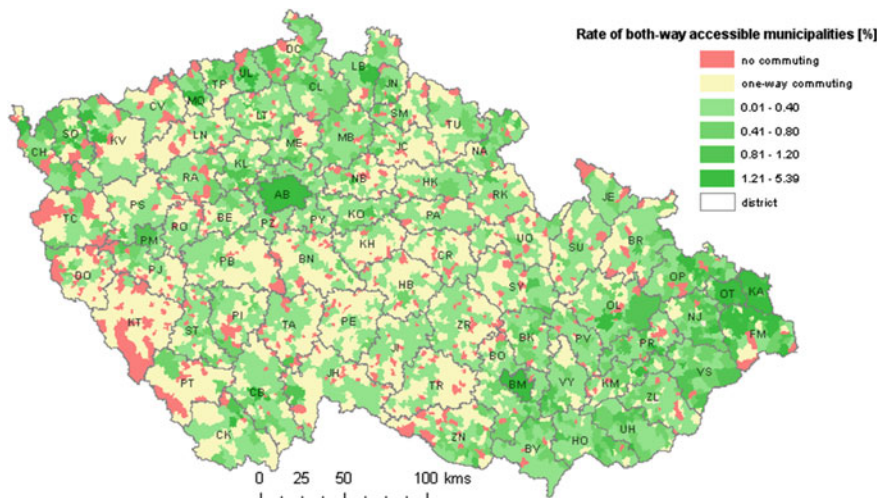 Rate of both-way accessible municipalities [%]
no commuting
one-way commuting
0.01 - 0.40
0.41 - 0.80
0.81 - 1.20
1.21 - 5.39
district
DC
LB
UL
TP
CL
JN
MO
CV
LT
SM
TU
SO
KV
LN
ME
MB
JC
NA
CH
KL
RA
AB
NB
HK
RK
JE
TC
PS
BE
PZ
PY
KO
PA
RO
UO
SU
BR
PM
KH
CR
OP
DO
PJ
PB
BN
HB
SY
OL
OT
KA
NJ
KT
ST
PI
TA
PE
ZR
BK
PV
PR
FM
JI
BO
VS
PT
JH
TR
BM
VY
KM
ZL
CB
CK
ZN
BV
HO
UH
0 25 50 100 kms